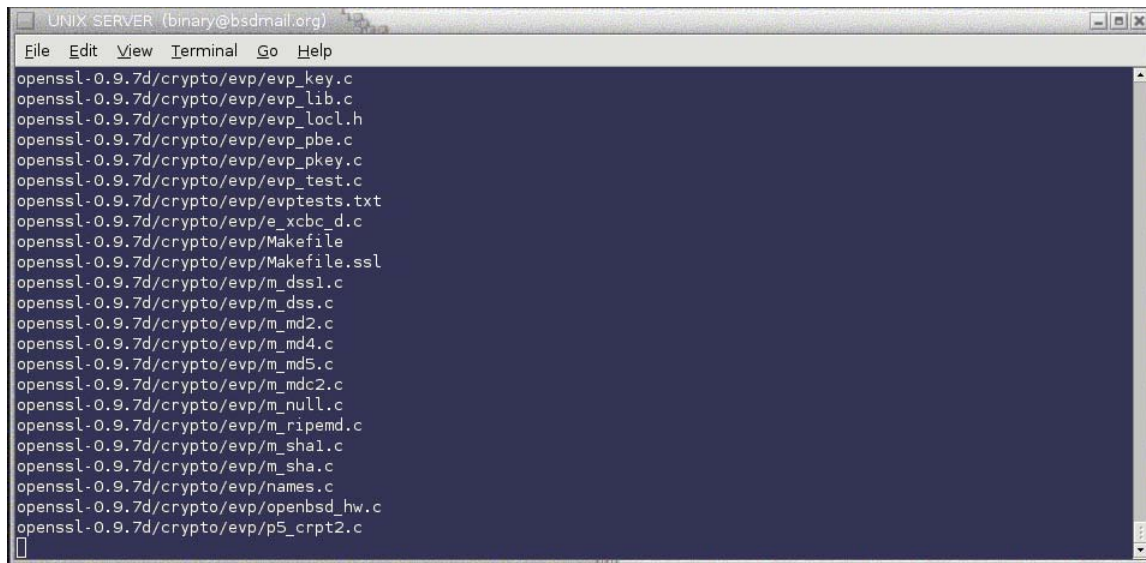 UNIX SERVER (binary@bsdmail.org)
File Edit View Terminal Go Help
openssl-0.9.7d/crypto/evp/evp_key.c
openssl-0.9.7d/crypto/evp/evp_lib.c
openssl-0.9.7d/crypto/evp/evp_locl.h
openssl-0.9.7d/crypto/evp/evp_pbe.c
openssl-0.9.7d/crypto/evp/evp_pkey.c
openssl-0.9.7d/crypto/evp/evp_test.c
openssl-0.9.7d/crypto/evp/evptests.txt
openssl-0.9.7d/crypto/evp/e_xcbc_d.c
openssl-0.9.7d/crypto/evp/Makefile
openssl-0.9.7d/crypto/evp/Makefile.ssl
openssl-0.9.7d/crypto/evp/m_dss1.c
openssl-0.9.7d/crypto/evp/m_dss.c
openssl-0.9.7d/crypto/evp/m_md2.c
openssl-0.9.7d/crypto/evp/m_md4.c
openssl-0.9.7d/crypto/evp/m_md5.c
openssl-0.9.7d/crypto/evp/m_mdc2.c
openssl-0.9.7d/crypto/evp/m_null.c
openssl-0.9.7d/crypto/evp/m_ripemd.c
openssl-0.9.7d/crypto/evp/m_sha1.c
openssl-0.9.7d/crypto/evp/m_sha.c
openssl-0.9.7d/crypto/evp/names.c
openssl-0.9.7d/crypto/evp/openbsd_hw.c
openssl-0.9.7d/crypto/evp/p5_crpt2.c